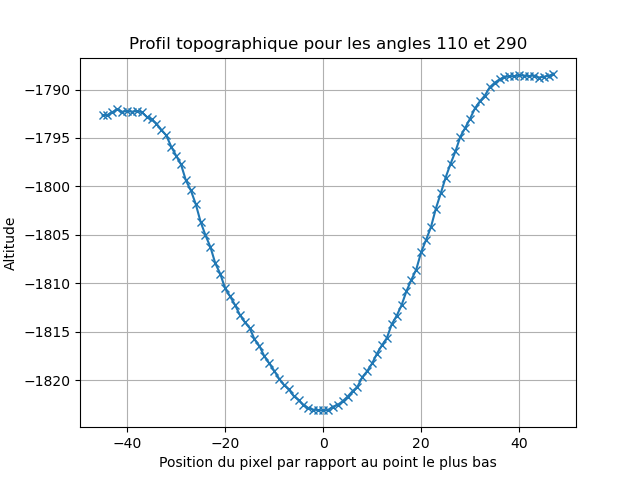 Profil topographique pour les angles 110 et 290
−1790
−1795
−1800
−1805
−1810
−1815
−1820
Altitude
−40 −20 0 20 40
Position du pixel par rapport au point le plus bas